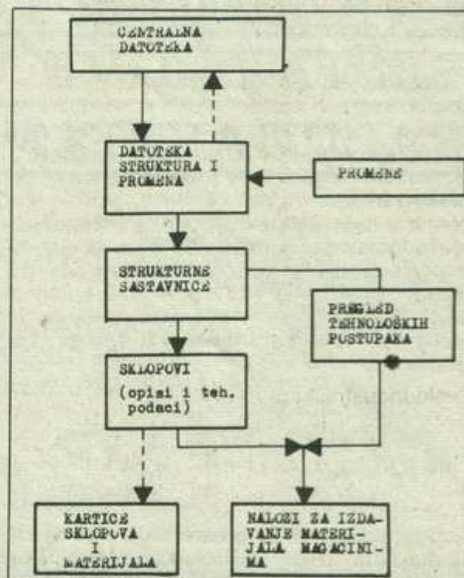 CENTRALNA
DATOTEKA
DATOTEKA
STRUKTURA I
PROMENA
PROMENE
STRUKTURNE
SASTAVNICE
PREGLED
TEHNOLOŠKIH
POSTUPAKA
SKLOPOVI
(opisi i teh.
podaci)
KARTICE
SKLOPOVA
I
MATERIJALA
NALOZI ZA IZDA-
VANJE MATERI-
JALA MAGACINI-
MA